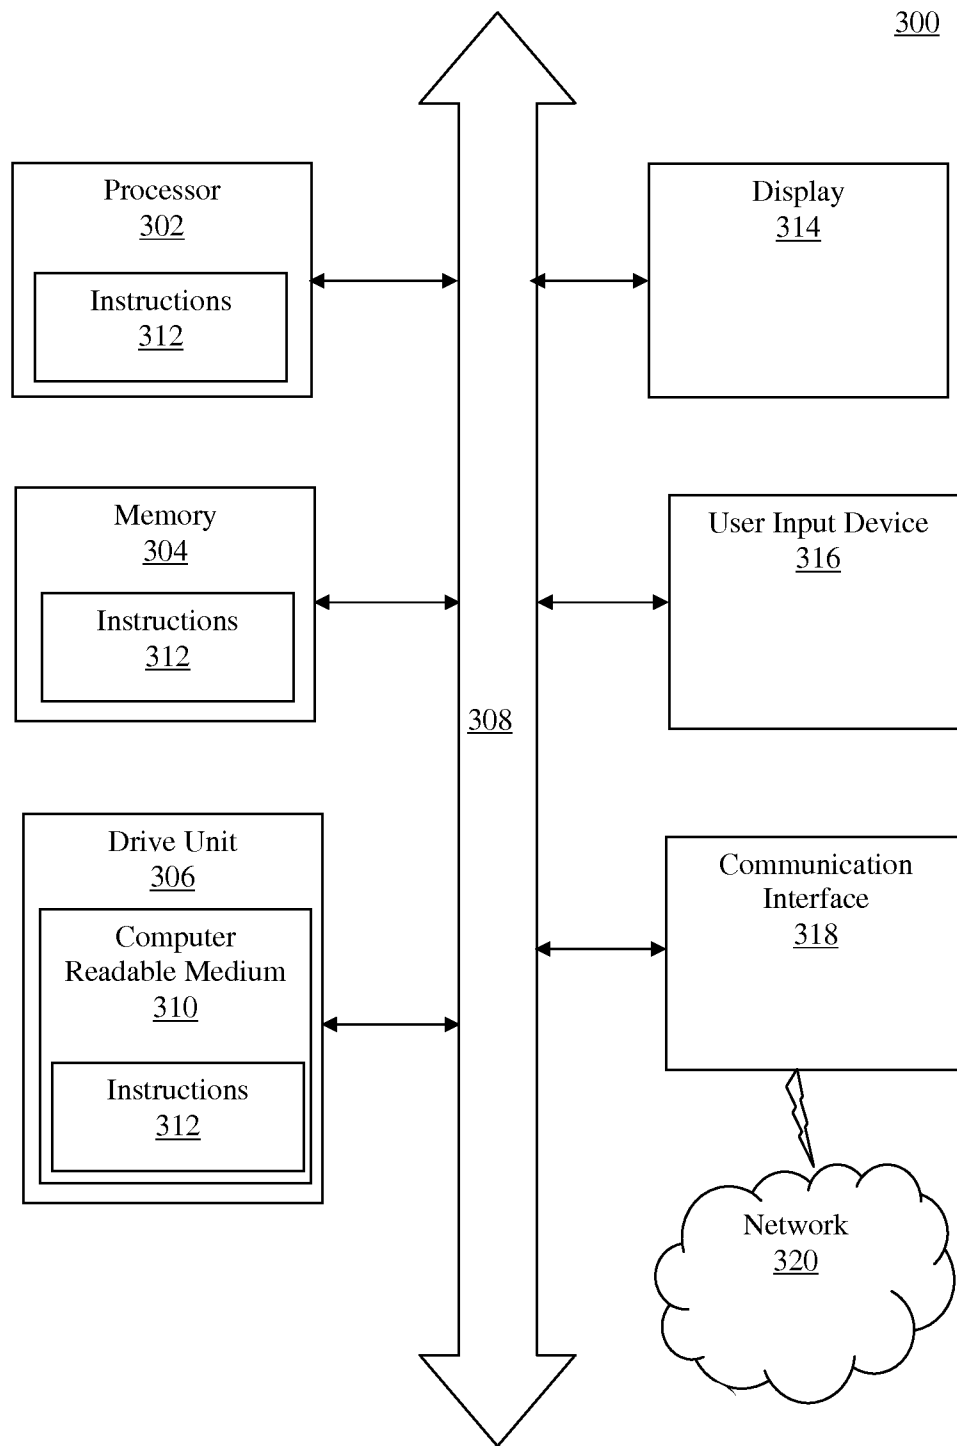 300
Processor
302
Instructions
312
Display
314
Memory
304
Instructions
312
User Input Device
316
308
Drive Unit
306
Computer
Readable Medium
310
Instructions
312
Communication
Interface
318
Network
320